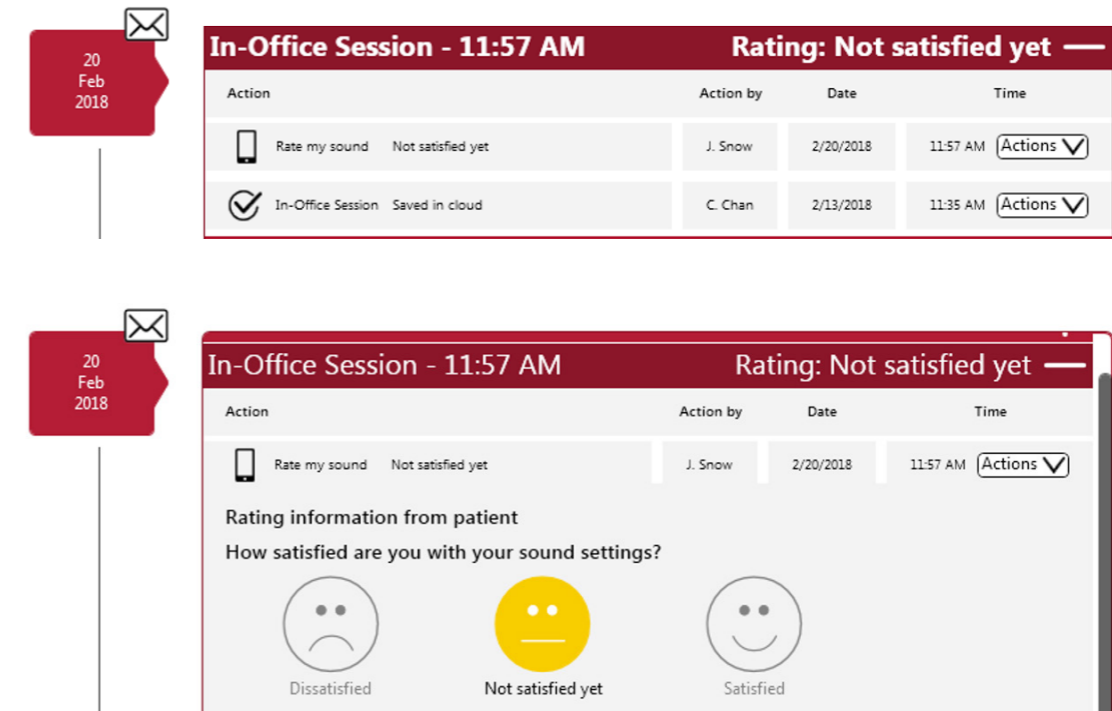 20
Feb
2018
In-Office Session - 11:57 AM Rating: Not satisfied yet
Action Action by Date Time
Rate my sound Not satisfied yet J. Snow 2/20/2018 11:57 AM Actions
In-Office Session Saved in cloud C. Chan 2/13/2018 11:35 AM Actions
20
Feb
2018
In-Office Session - 11:57 AM Rating: Not satisfied yet
Action Action by Date Time
Rate my sound Not satisfied yet J. Snow 2/20/2018 11:57 AM Actions
Rating information from patient
How satisfied are you with your sound settings?
Dissatisfied Not satisfied yet Satisfied